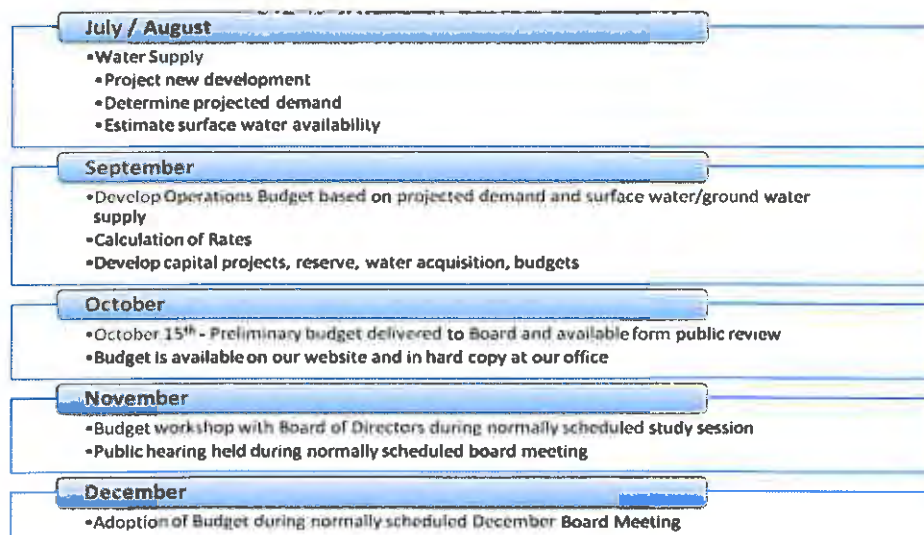 July / August
•Water Supply
•Project new development
•Determine projected demand
•Estimate surface water availability
September
•Develop Operations Budget based on projected demand and surface water/ground water
supply
•Calculation of Rates
•Develop capital projects, reserve, water acquisition, budgets
October
•October 15th - Preliminary budget delivered to Board and available form public review
•Budget is available on our website and in hard copy at our office
November
•Budget workshop with Board of Directors during normally scheduled study session
•Public hearing held during normally scheduled board meeting
December
•Adoption of Budget during normally scheduled December Board Meeting